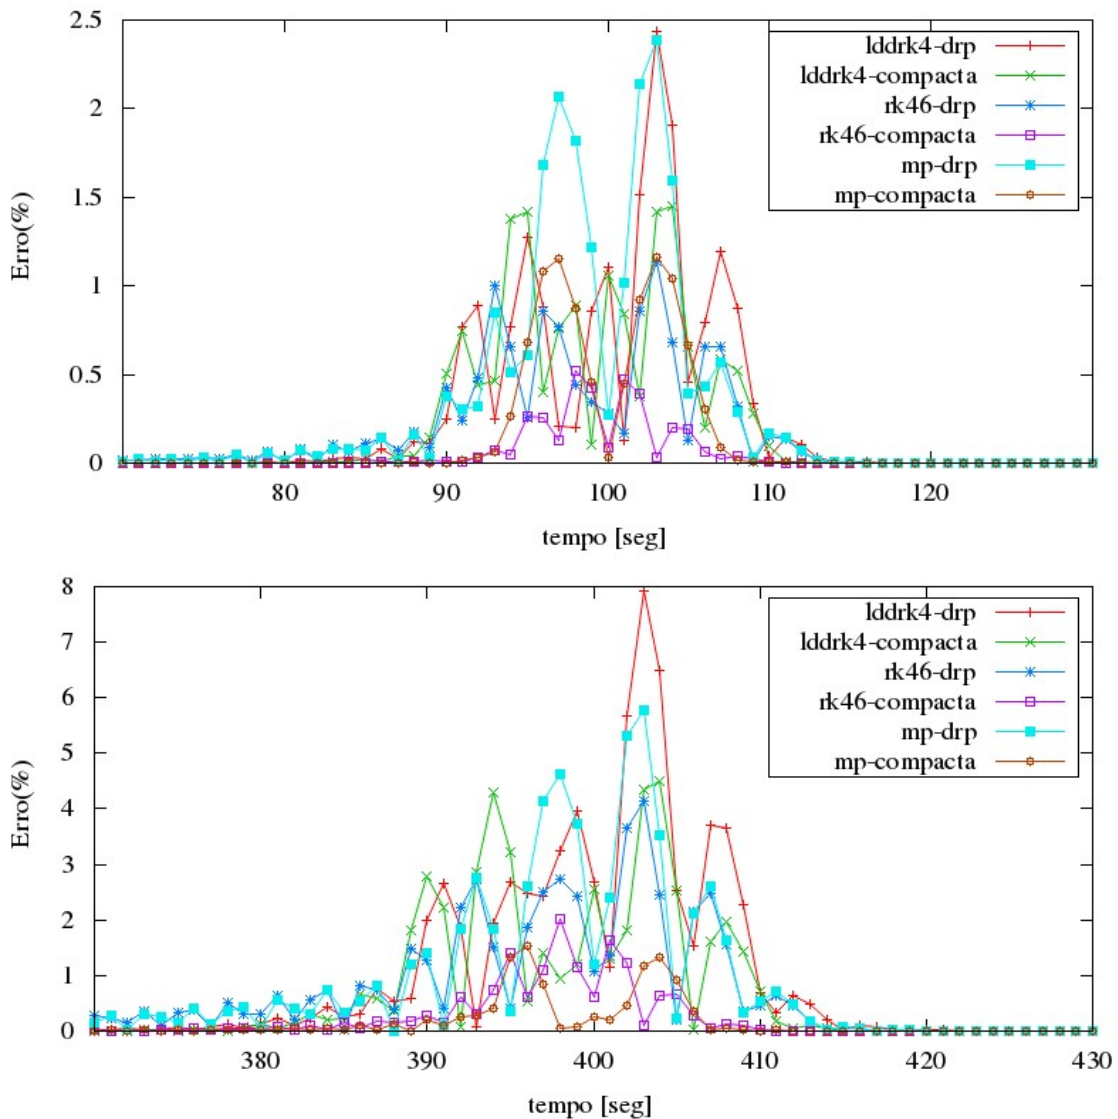 2.5
2
1.5
1
0.5
0
Erro(%)
lddrk4-drp
lddrk4-compacta
rk46-drp
rk46-compacta
mp-drp
mp-compacta
80 90 100 110 120
tempo [seg]
8
7
6
5
4
3
2
1
0
Erro(%)
lddrk4-drp
lddrk4-compacta
rk46-drp
rk46-compacta
mp-drp
mp-compacta
380 390 400 410 420 430
tempo [seg]